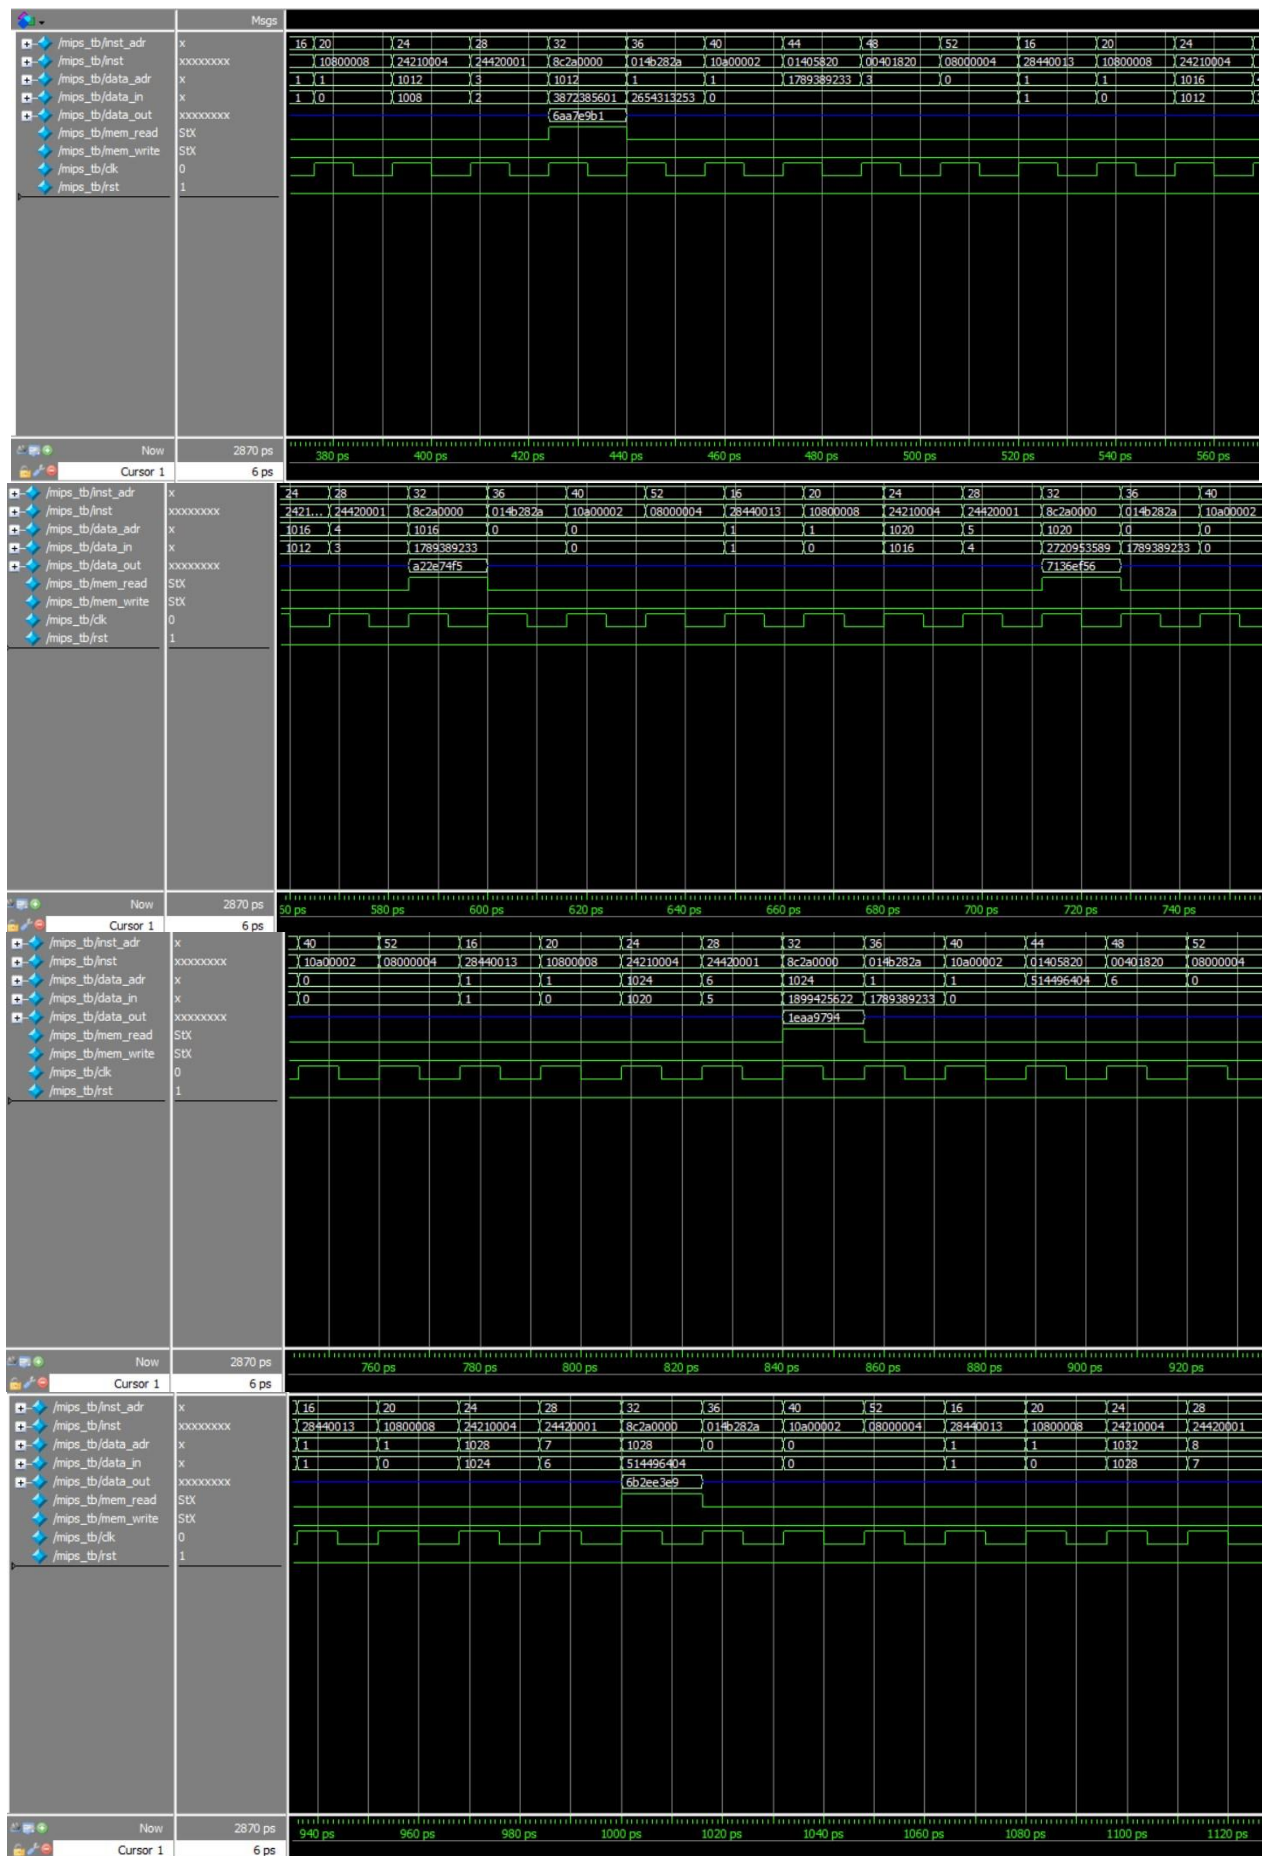 Msgs
/mips_tb/inst_adr x 16 20 24 28 32 36 40 44 48 52 16 20 24
/mips_tb/inst xxxxxxxx 10800008 24210004 24420001 8c2a0000 014b282a 10a00002 01405820 00401820 08000004 28440013 10800008 24210004
/mips_tb/data_adr x 1 1 1012 3 1012 1 1 1789389233 3 0 1 1 1016
/mips_tb/data_in x 1 0 1008 2 3872385601 2654313253 0 1 0 1012
/mips_tb/data_out xxxxxxxx 6aa7e9b1
/mips_tb/mem_read StX
/mips_tb/mem_write StX
/mips_tb/clk 0
/mips_tb/rst 1
Now 2870 ps 380 ps 400 ps 420 ps 440 ps 460 ps 480 ps 500 ps 520 ps 540 ps 560 ps
Cursor 1 6 ps
/mips_tb/inst_adr x 24 28 32 36 40 52 16 20 24 28 32 36 40
/mips_tb/inst xxxxxxxx 2421... 24420001 8c2a0000 014b282a 10a00002 08000004 28440013 10800008 24210004 24420001 8c2a0000 014b282a 10a00002
/mips_tb/data_adr x 1016 4 1016 0 0 1 1 1020 5 1020 0 0
/mips_tb/data_in x 1012 3 1789389233 0 1 0 1016 4 2720953589 1789389233 0
/mips_tb/data_out xxxxxxxx a22e74f5 7136ef56
/mips_tb/mem_read StX
/mips_tb/mem_write StX
/mips_tb/clk 0
/mips_tb/rst 1
Now 2870 ps 50 ps 580 ps 600 ps 620 ps 640 ps 660 ps 680 ps 700 ps 720 ps 740 ps
Cursor 1 6 ps
/mips_tb/inst_adr x 40 52 16 20 24 28 32 36 40 44 48 52
/mips_tb/inst xxxxxxxx 10a00002 08000004 28440013 10800008 24210004 24420001 8c2a0000 014b282a 10a00002 01405820 00401820 08000004
/mips_tb/data_adr x 0 1 1 1024 6 1024 1 1 514496404 6 0
/mips_tb/data_in x 0 1 0 1020 5 1899425622 1789389233 0
/mips_tb/data_out xxxxxxxx 1eaa9794
/mips_tb/mem_read StX
/mips_tb/mem_write StX
/mips_tb/clk 0
/mips_tb/rst 1
Now 2870 ps 760 ps 780 ps 800 ps 820 ps 840 ps 860 ps 880 ps 900 ps 920 ps
Cursor 1 6 ps
/mips_tb/inst_adr x 16 20 24 28 32 36 40 52 16 20 24 28
/mips_tb/inst xxxxxxxx 28440013 10800008 24210004 24420001 8c2a0000 014b282a 10a00002 08000004 28440013 10800008 24210004 24420001
/mips_tb/data_adr x 1 1 1028 7 1028 0 0 1 1 1032 8
/mips_tb/data_in x 1 0 1024 6 514496404 0 1 0 1028 7
/mips_tb/data_out xxxxxxxx 6b2ee3e9
/mips_tb/mem_read StX
/mips_tb/mem_write StX
/mips_tb/clk 0
/mips_tb/rst 1
Now 2870 ps 940 ps 960 ps 980 ps 1000 ps 1020 ps 1040 ps 1060 ps 1080 ps 1100 ps 1120 ps
Cursor 1 6 ps